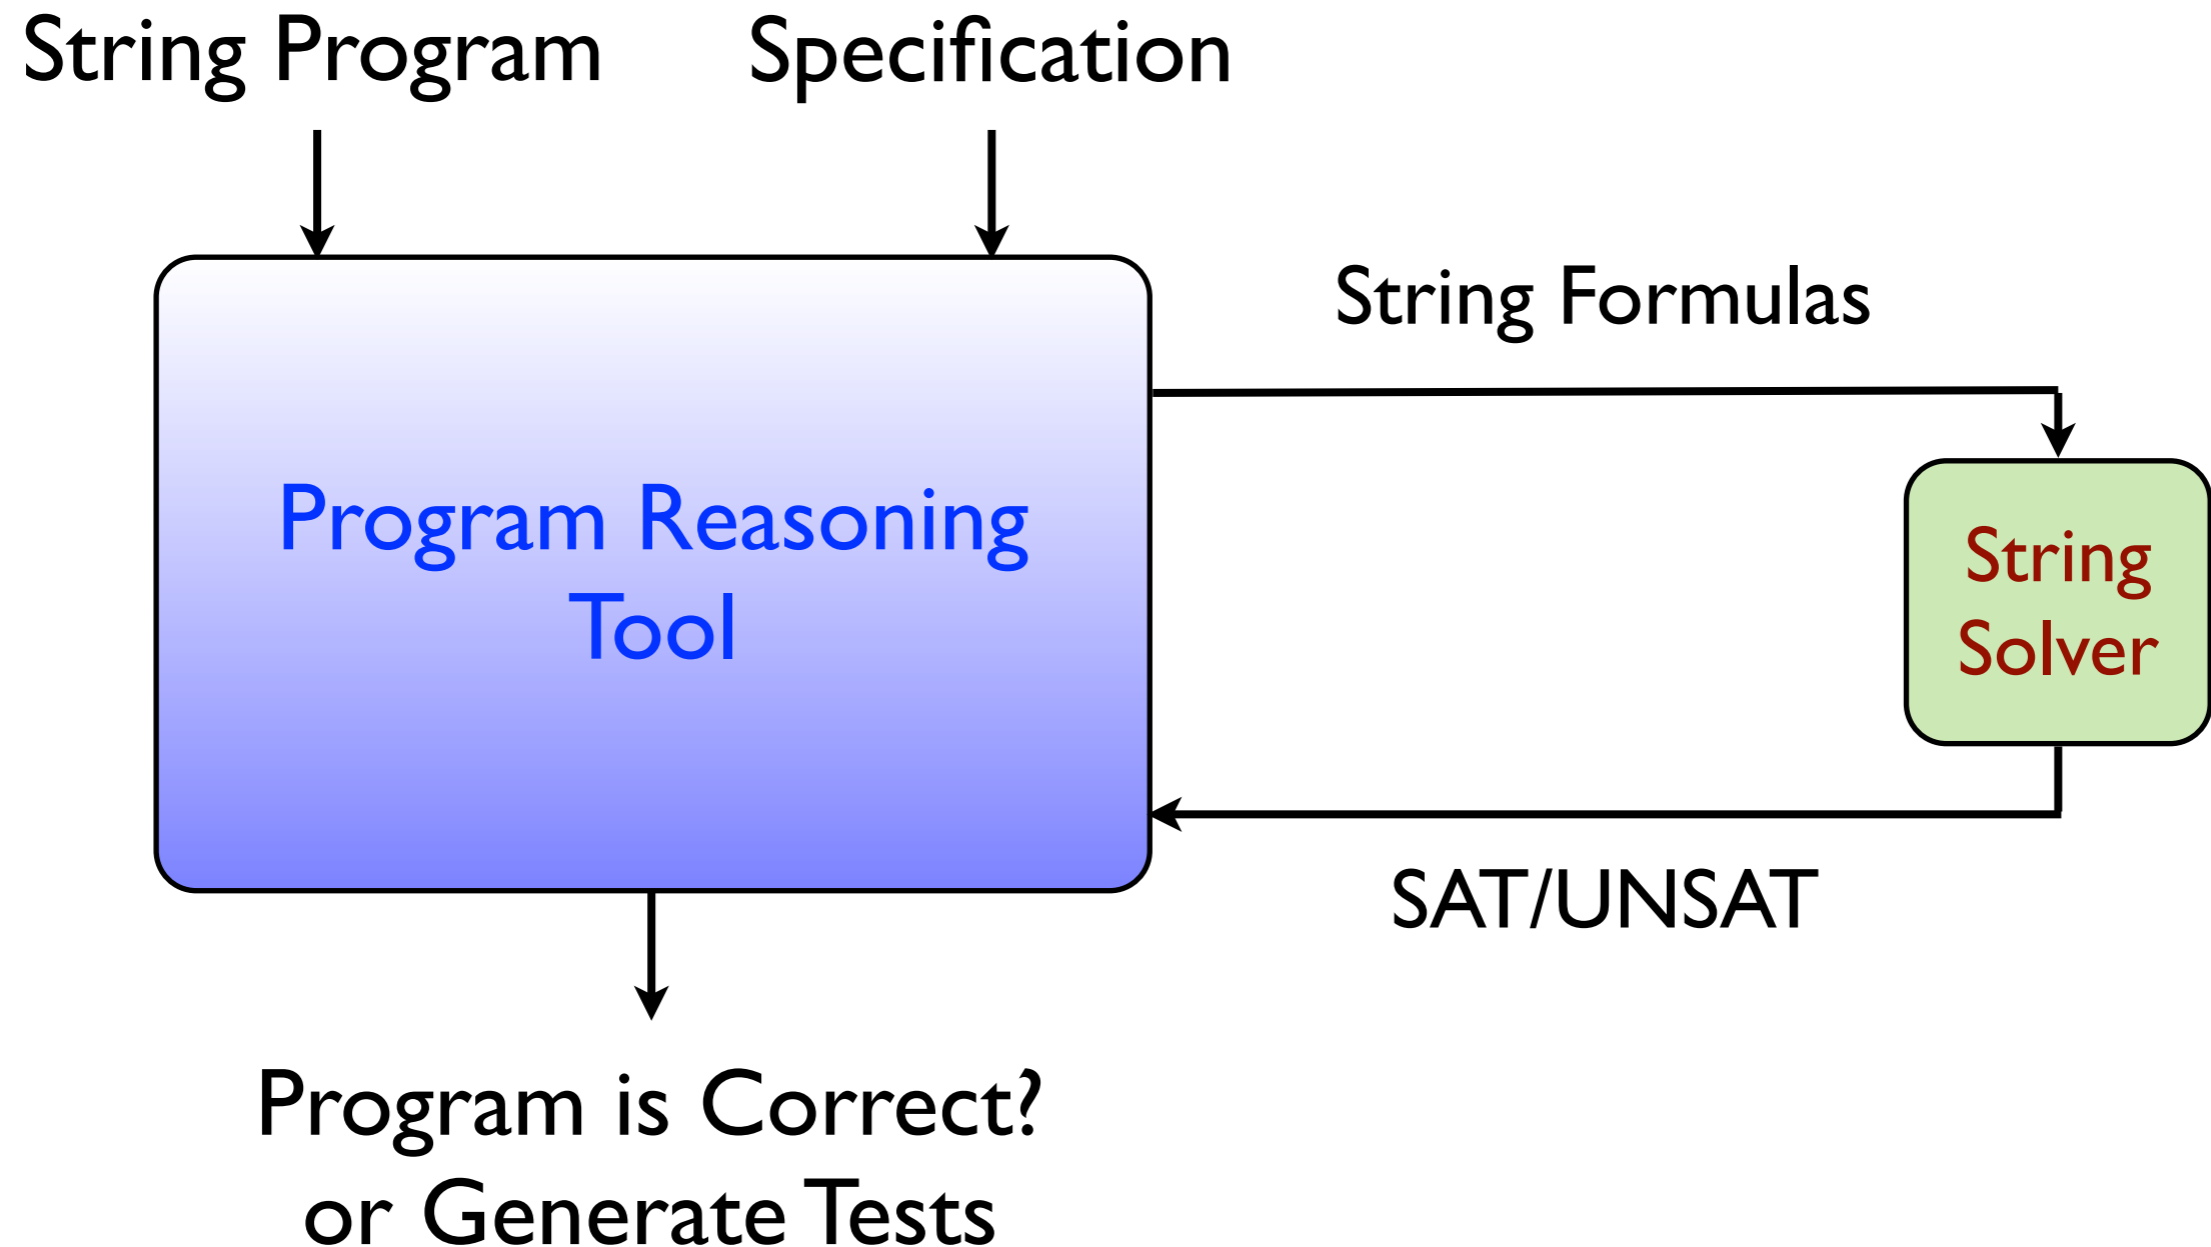 String Program
Specification
String Formulas
Program Reasoning
Tool
String
Solver
SAT/UNSAT
Program is Correct?
or Generate Tests